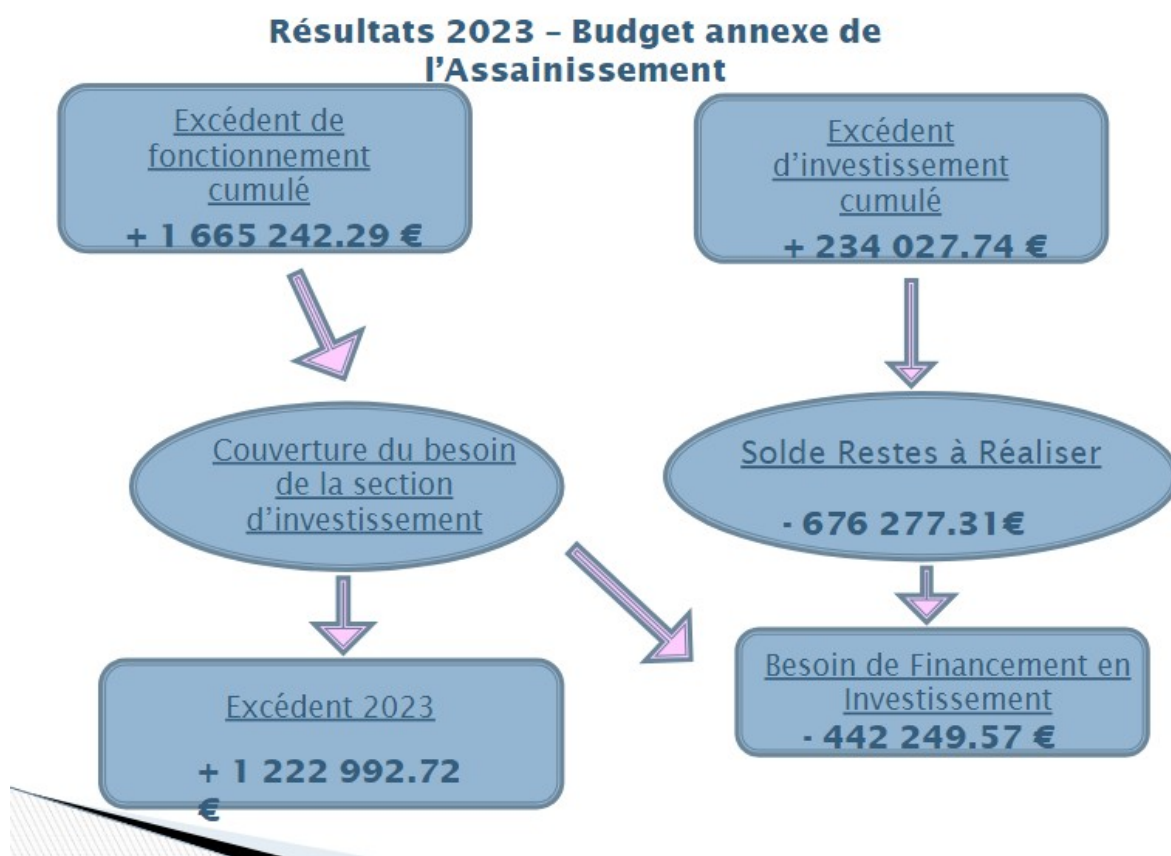 Résultats 2023 – Budget annexe de
l’Assainissement
Excédent de
fonctionnement
cumulé
+ 1 665 242.29 €
Excédent
d’investissement
cumulé
+ 234 027.74 €
Couverture du besoin
de la section
d’investissement
Solde Restes à Réaliser
- 676 277.31€
Excédent 2023
+ 1 222 992.72
€
Besoin de Financement en
Investissement
- 442 249.57 €